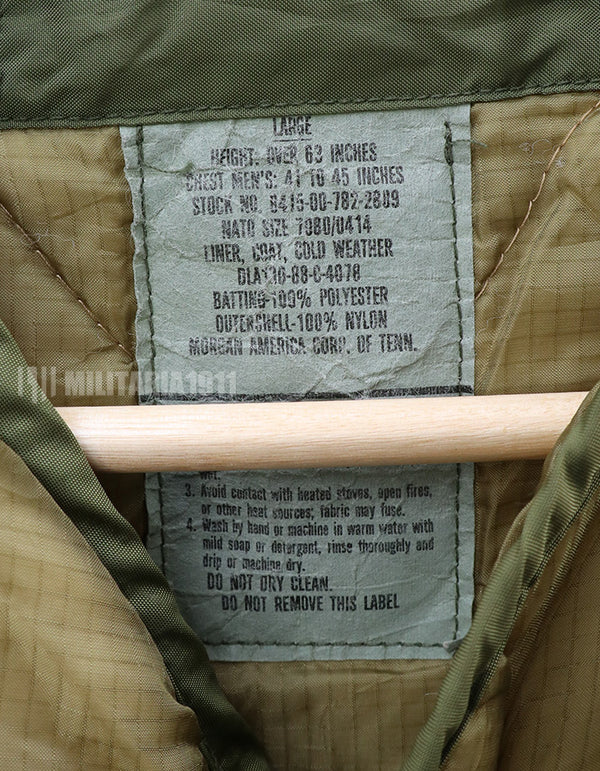 LARGE
HEIGHT: OVER 63 INCHES
CHEST MEN'S: 41 TO 45 INCHES
STOCK NO. 8415-00-782-2889
NATO SIZE 7080/0414
LINER, COAT, COLD WEATHER
DLA100-88-C-4078
BATTING-100% POLYESTER
OUTERSHELL-100% NYLON
MORGAN AMERICA CORP. OF TENN.
MILITARIA1911
wet.
3. Avoid contact with heated stoves, open fires,
or other heat sources; fabric may fuse.
4. Wash by hand or machine in warm water with
mild soap or detergent, rinse thoroughly and
drip or machine dry.
DO NOT DRY CLEAN.
DO NOT REMOVE THIS LABEL